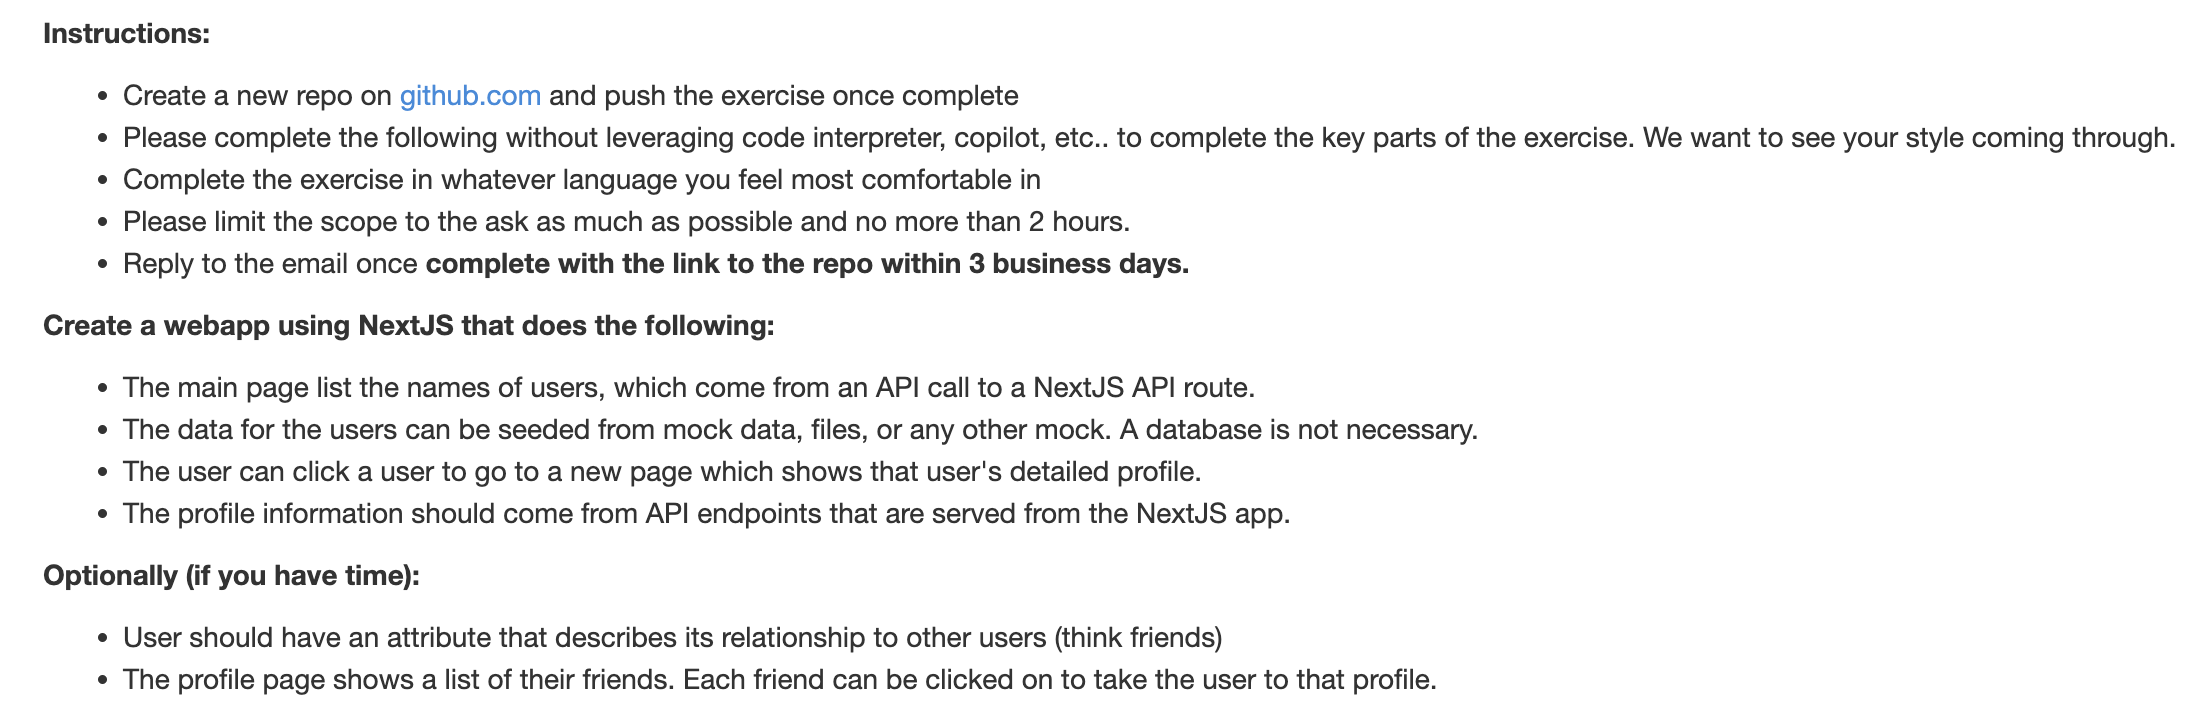 Instructions:
• Create a new repo on github.com and push the exercise once complete
• Please complete the following without leveraging code interpreter, copilot, etc.. to complete the key parts of the exercise. We want to see your style coming through.
• Complete the exercise in whatever language you feel most comfortable in
• Please limit the scope to the ask as much as possible and no more than 2 hours.
• Reply to the email once complete with the link to the repo within 3 business days.
Create a webapp using NextJS that does the following:
• The main page list the names of users, which come from an API call to a NextJS API route.
• The data for the users can be seeded from mock data, files, or any other mock. A database is not necessary.
• The user can click a user to go to a new page which shows that user's detailed profile.
• The profile information should come from API endpoints that are served from the NextJS app.
Optionally (if you have time):
• User should have an attribute that describes its relationship to other users (think friends)
• The profile page shows a list of their friends. Each friend can be clicked on to take the user to that profile.